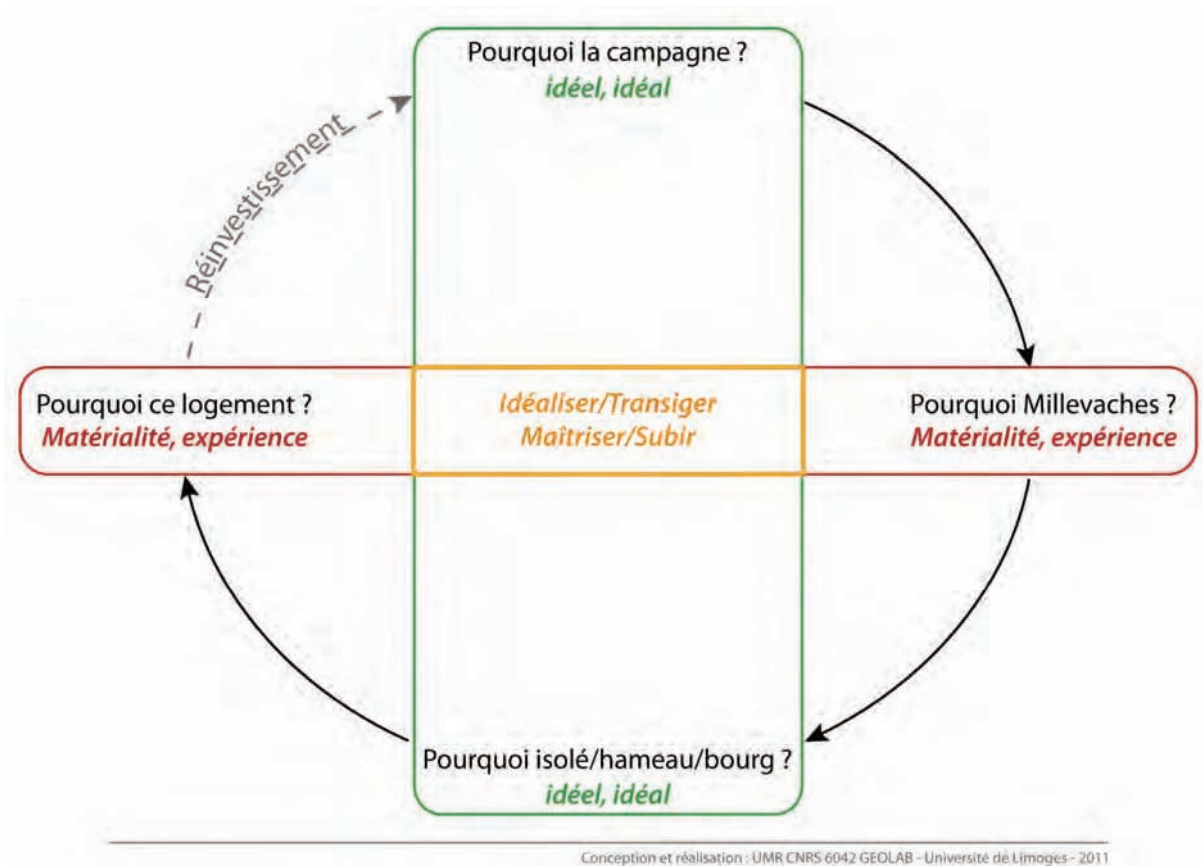 Pourquoi la campagne ?
idéel, idéal
Réinvestissement
Pourquoi ce logement ?
Matérialité, expérience
Idéaliser/Transiger
Maîtriser/Subir
Pourquoi Millevaches ?
Matérialité, expérience
Pourquoi isolé/hameau/bourg ?
idéel, idéal
Conception et réalisation : UMR CNRS 6042 GEOLAB - Université de Limoges - 2011